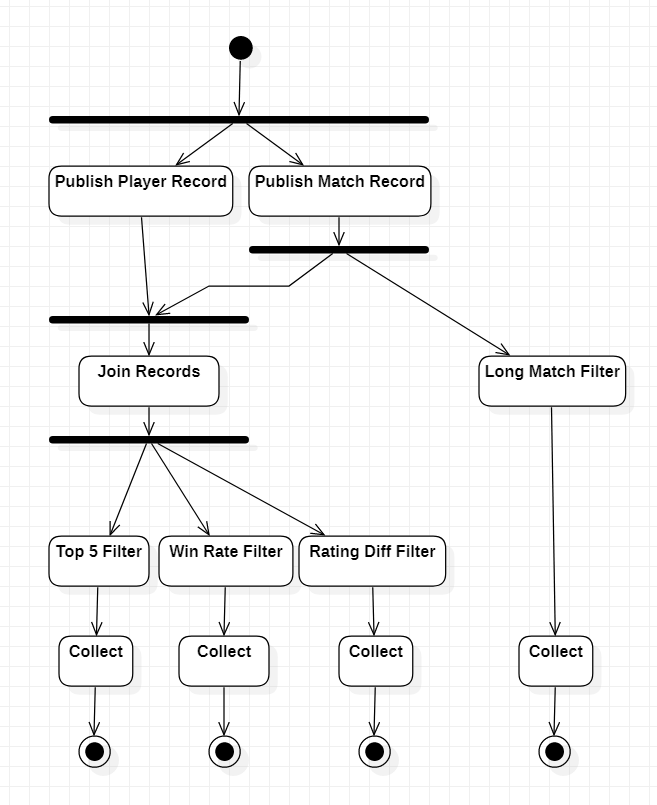 Publish Player Record
Publish Match Record
Join Records
Long Match Filter
Top 5 Filter
Win Rate Filter
Rating Diff Filter
Collect
Collect
Collect
Collect